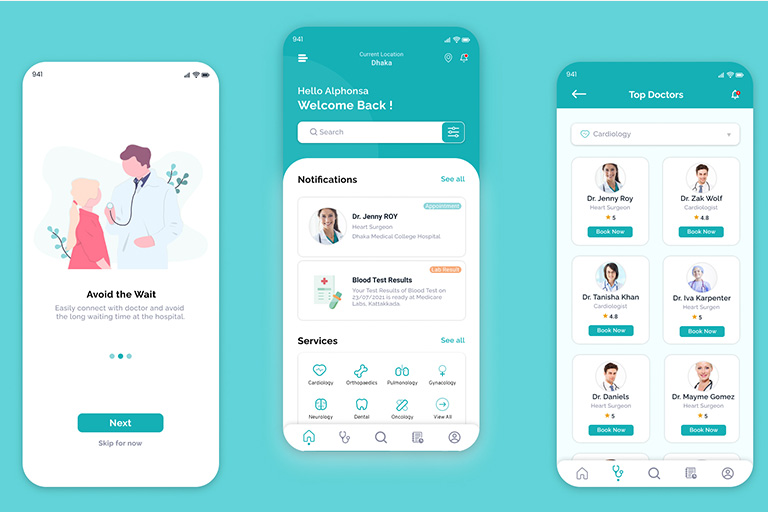 941
Avoid the Wait
Easily connect with doctor and avoid
the long waiting time at the hospital.
Next
Skip for now
941
Current Location
Dhaka
Hello Alphonsa
Welcome Back !
Search
Notifications
See all
Appointment
Dr. Jenny ROY
Heart Surgeon
Dhaka Medical College Hospital.
Lab Result
Blood Test Results
Your Test Results of Blood Test on
23/07/2021 is ready at Medicare
Labs, Kattakkada.
Services
See all
Cardiology
Orthopaedics
Pulmonology
Gynacology
Neurology
Dental
Oncology
View All
941
Top Doctors
Cardiology
Dr. Jenny Roy
Heart Surgeon
5
Book Now
Dr. Zak Wolf
Cardiologist
4.8
Book Now
Dr. Tanisha Khan
Cardiologist
4.8
Book Now
Dr. Iva Karpenter
Heart Surgeon
5
Book Now
Dr. Daniels
Heart Surgeon
5
Book Now
Dr. Mayme Gomez
Heart Surgeon
5
Book Now